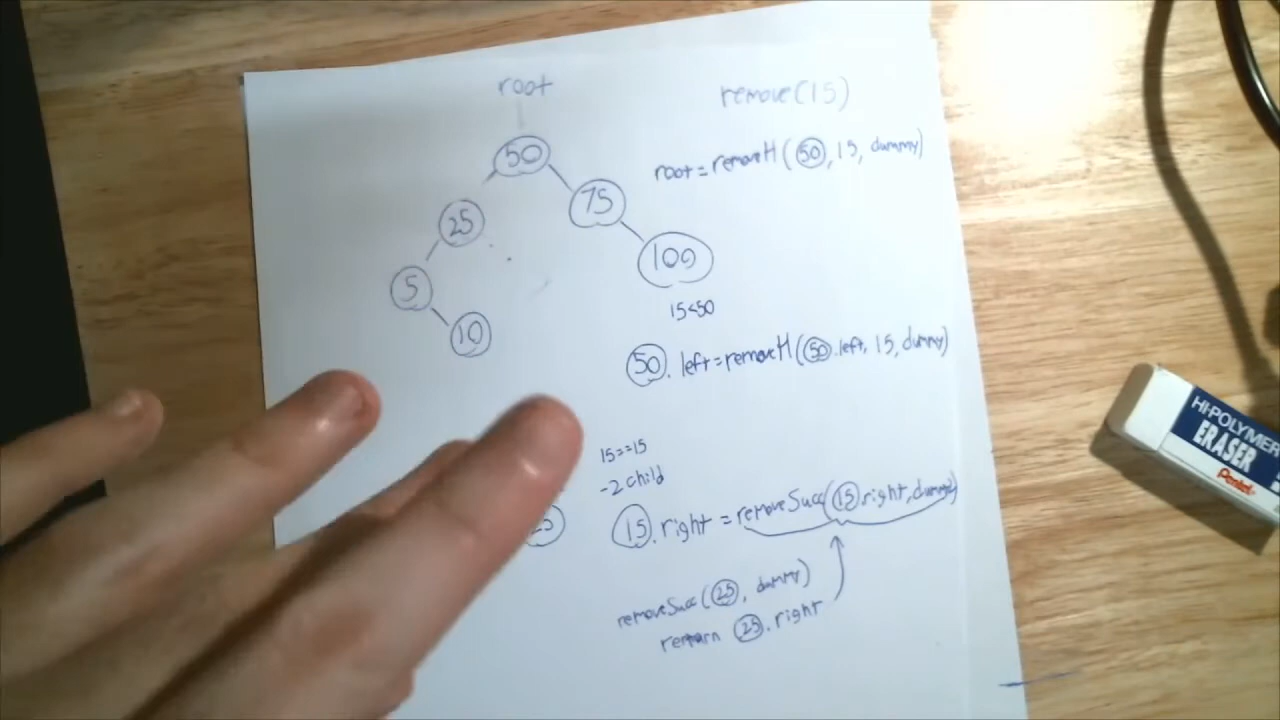 root
remove(15)
50
root=removeH(50, 15, dummy)
25
75
5
100
10
15<50
50. left=removeH(50.left, 15, dummy)
15==15
-2 child
25
15. right = removeSucc(15.right, dummy)
removeSucc(25, dummy)
return 25.right
HI-POLYMER
ERASER
Pentel